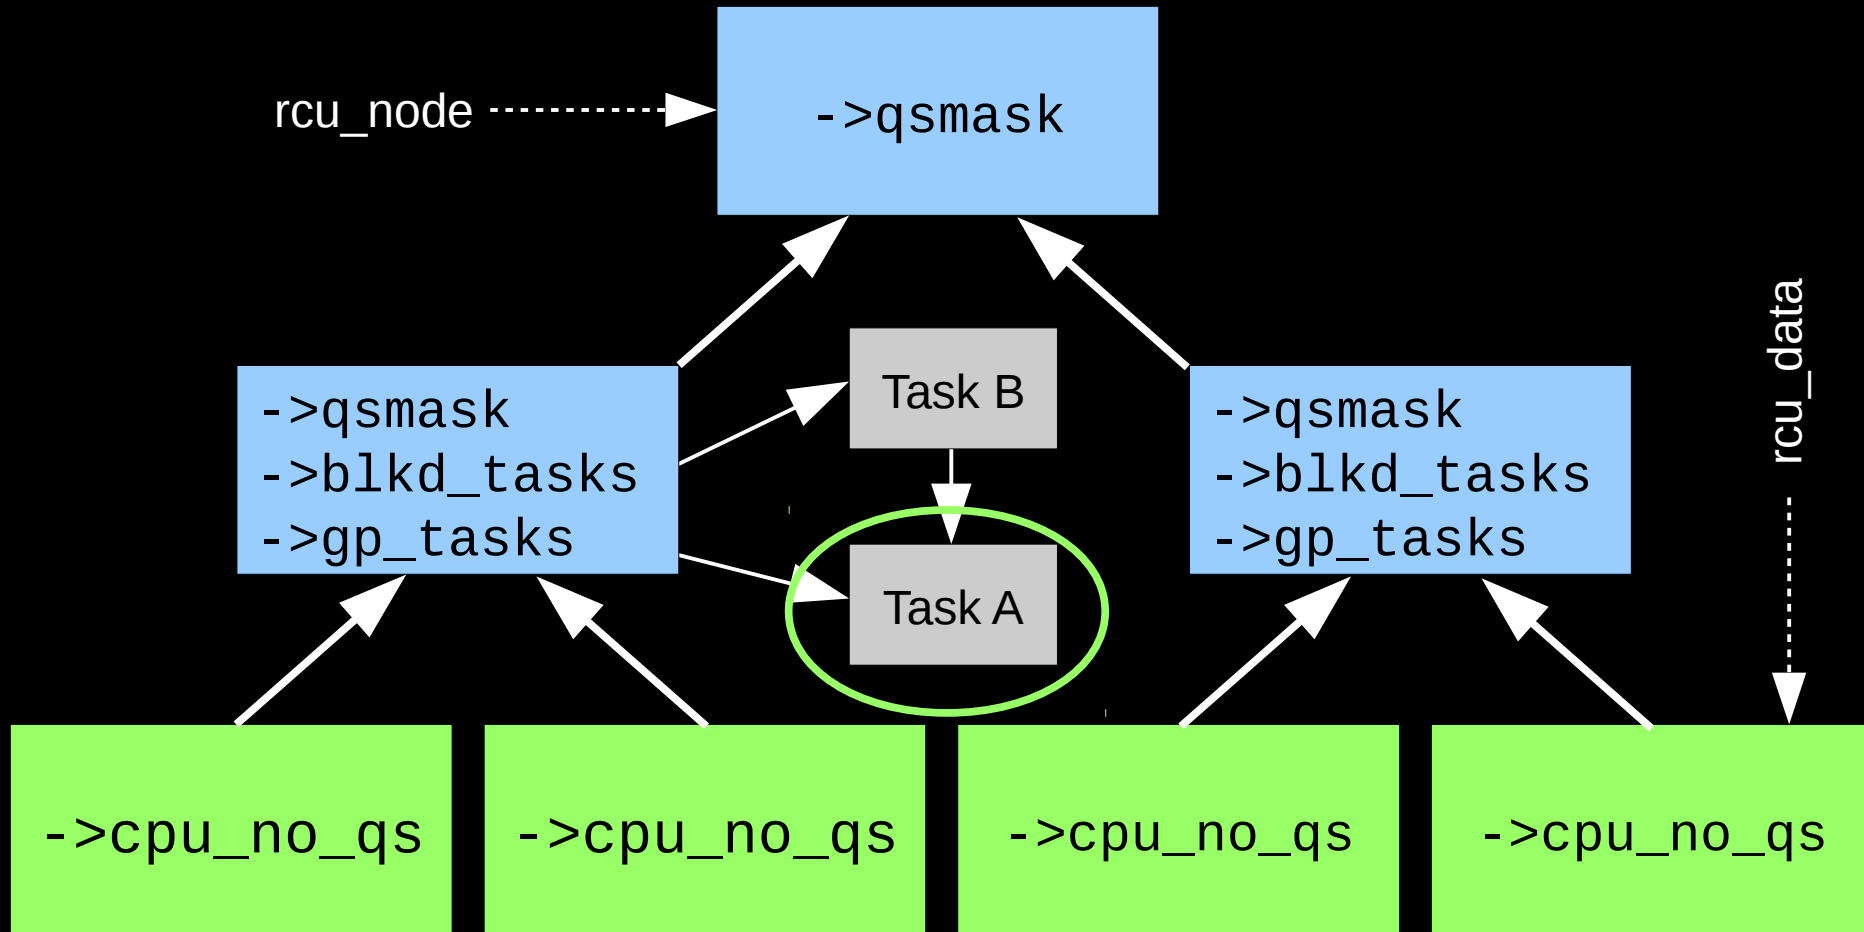 ->qsmask
rcu_node
rcu_data
Task B
->qsmask
->blkd_tasks
->gp_tasks
->qsmask
->blkd_tasks
->gp_tasks
Task A
->cpu_no_qs
->cpu_no_qs
->cpu_no_qs
->cpu_no_qs